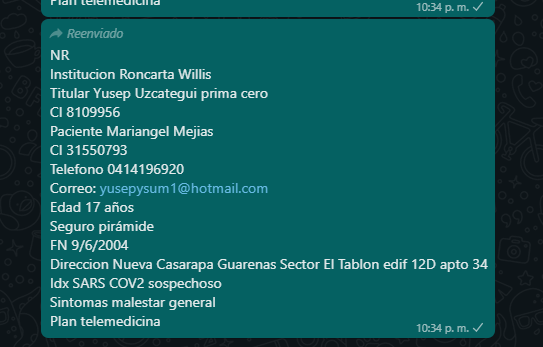 Plan telemedicina
10:34 p. m.
Reenviado
NR
Institucion Roncarta Willis
Titular Yusep Uzcategui prima cero
CI 8109956
Paciente Mariangel Mejias
CI 31550793
Telefono 0414196920
Correo: yusepysum1@hotmail.com
Edad 17 años
Seguro pirámide
FN 9/6/2004
Direccion Nueva Casarapa Guarenas Sector El Tablon edif 12D apto 34
Idx SARS COV2 sospechoso
Sintomas malestar general
Plan telemedicina
10:34 p. m.